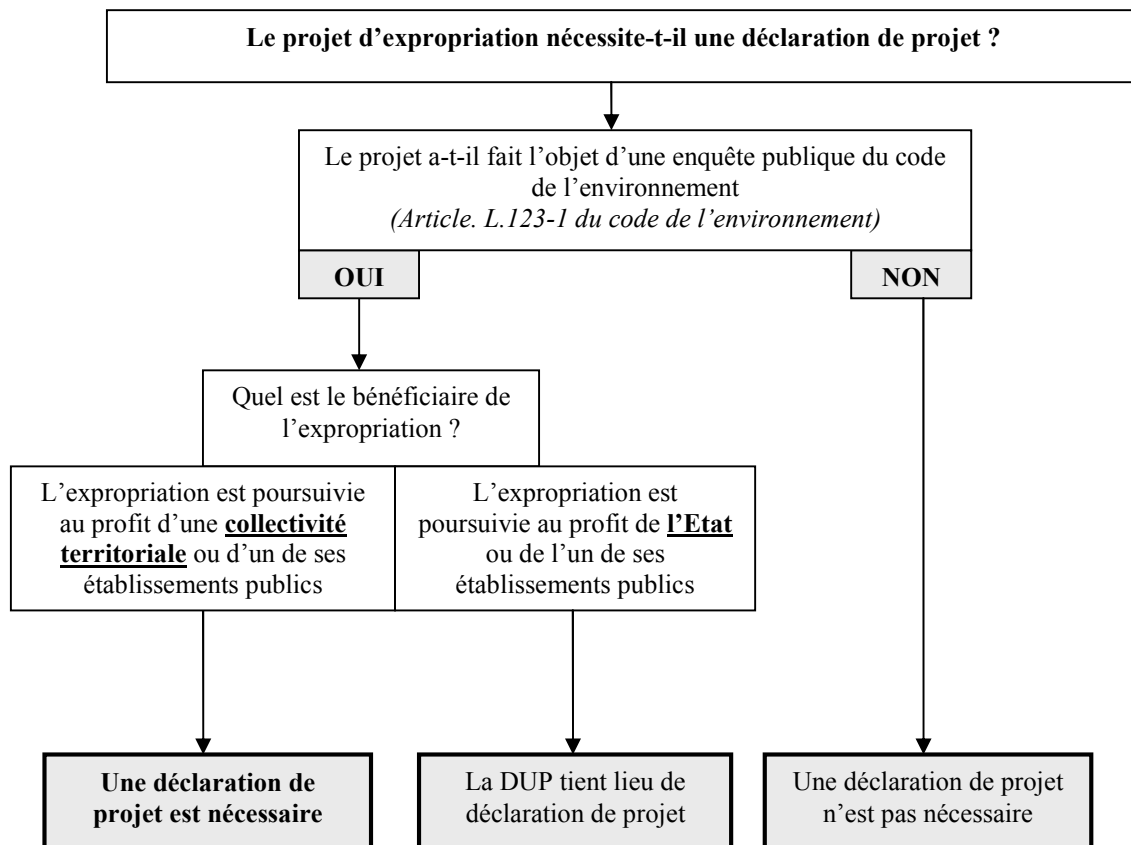 Le projet d’expropriation nécessite-t-il une déclaration de projet ?
Le projet a-t-il fait l’objet d’une enquête publique du code
de l’environnement
(Article. L.123-1 du code de l’environnement)
OUI
NON
Quel est le bénéficiaire de
l’expropriation ?
L’expropriation est poursuivie
au profit d’une collectivité
territoriale ou d’un de ses
établissements publics
L’expropriation est
poursuivie au profit de l’Etat
ou de l’un de ses
établissements publics
Une déclaration de
projet est nécessaire
La DUP tient lieu de
déclaration de projet
Une déclaration de projet
n’est pas nécessaire